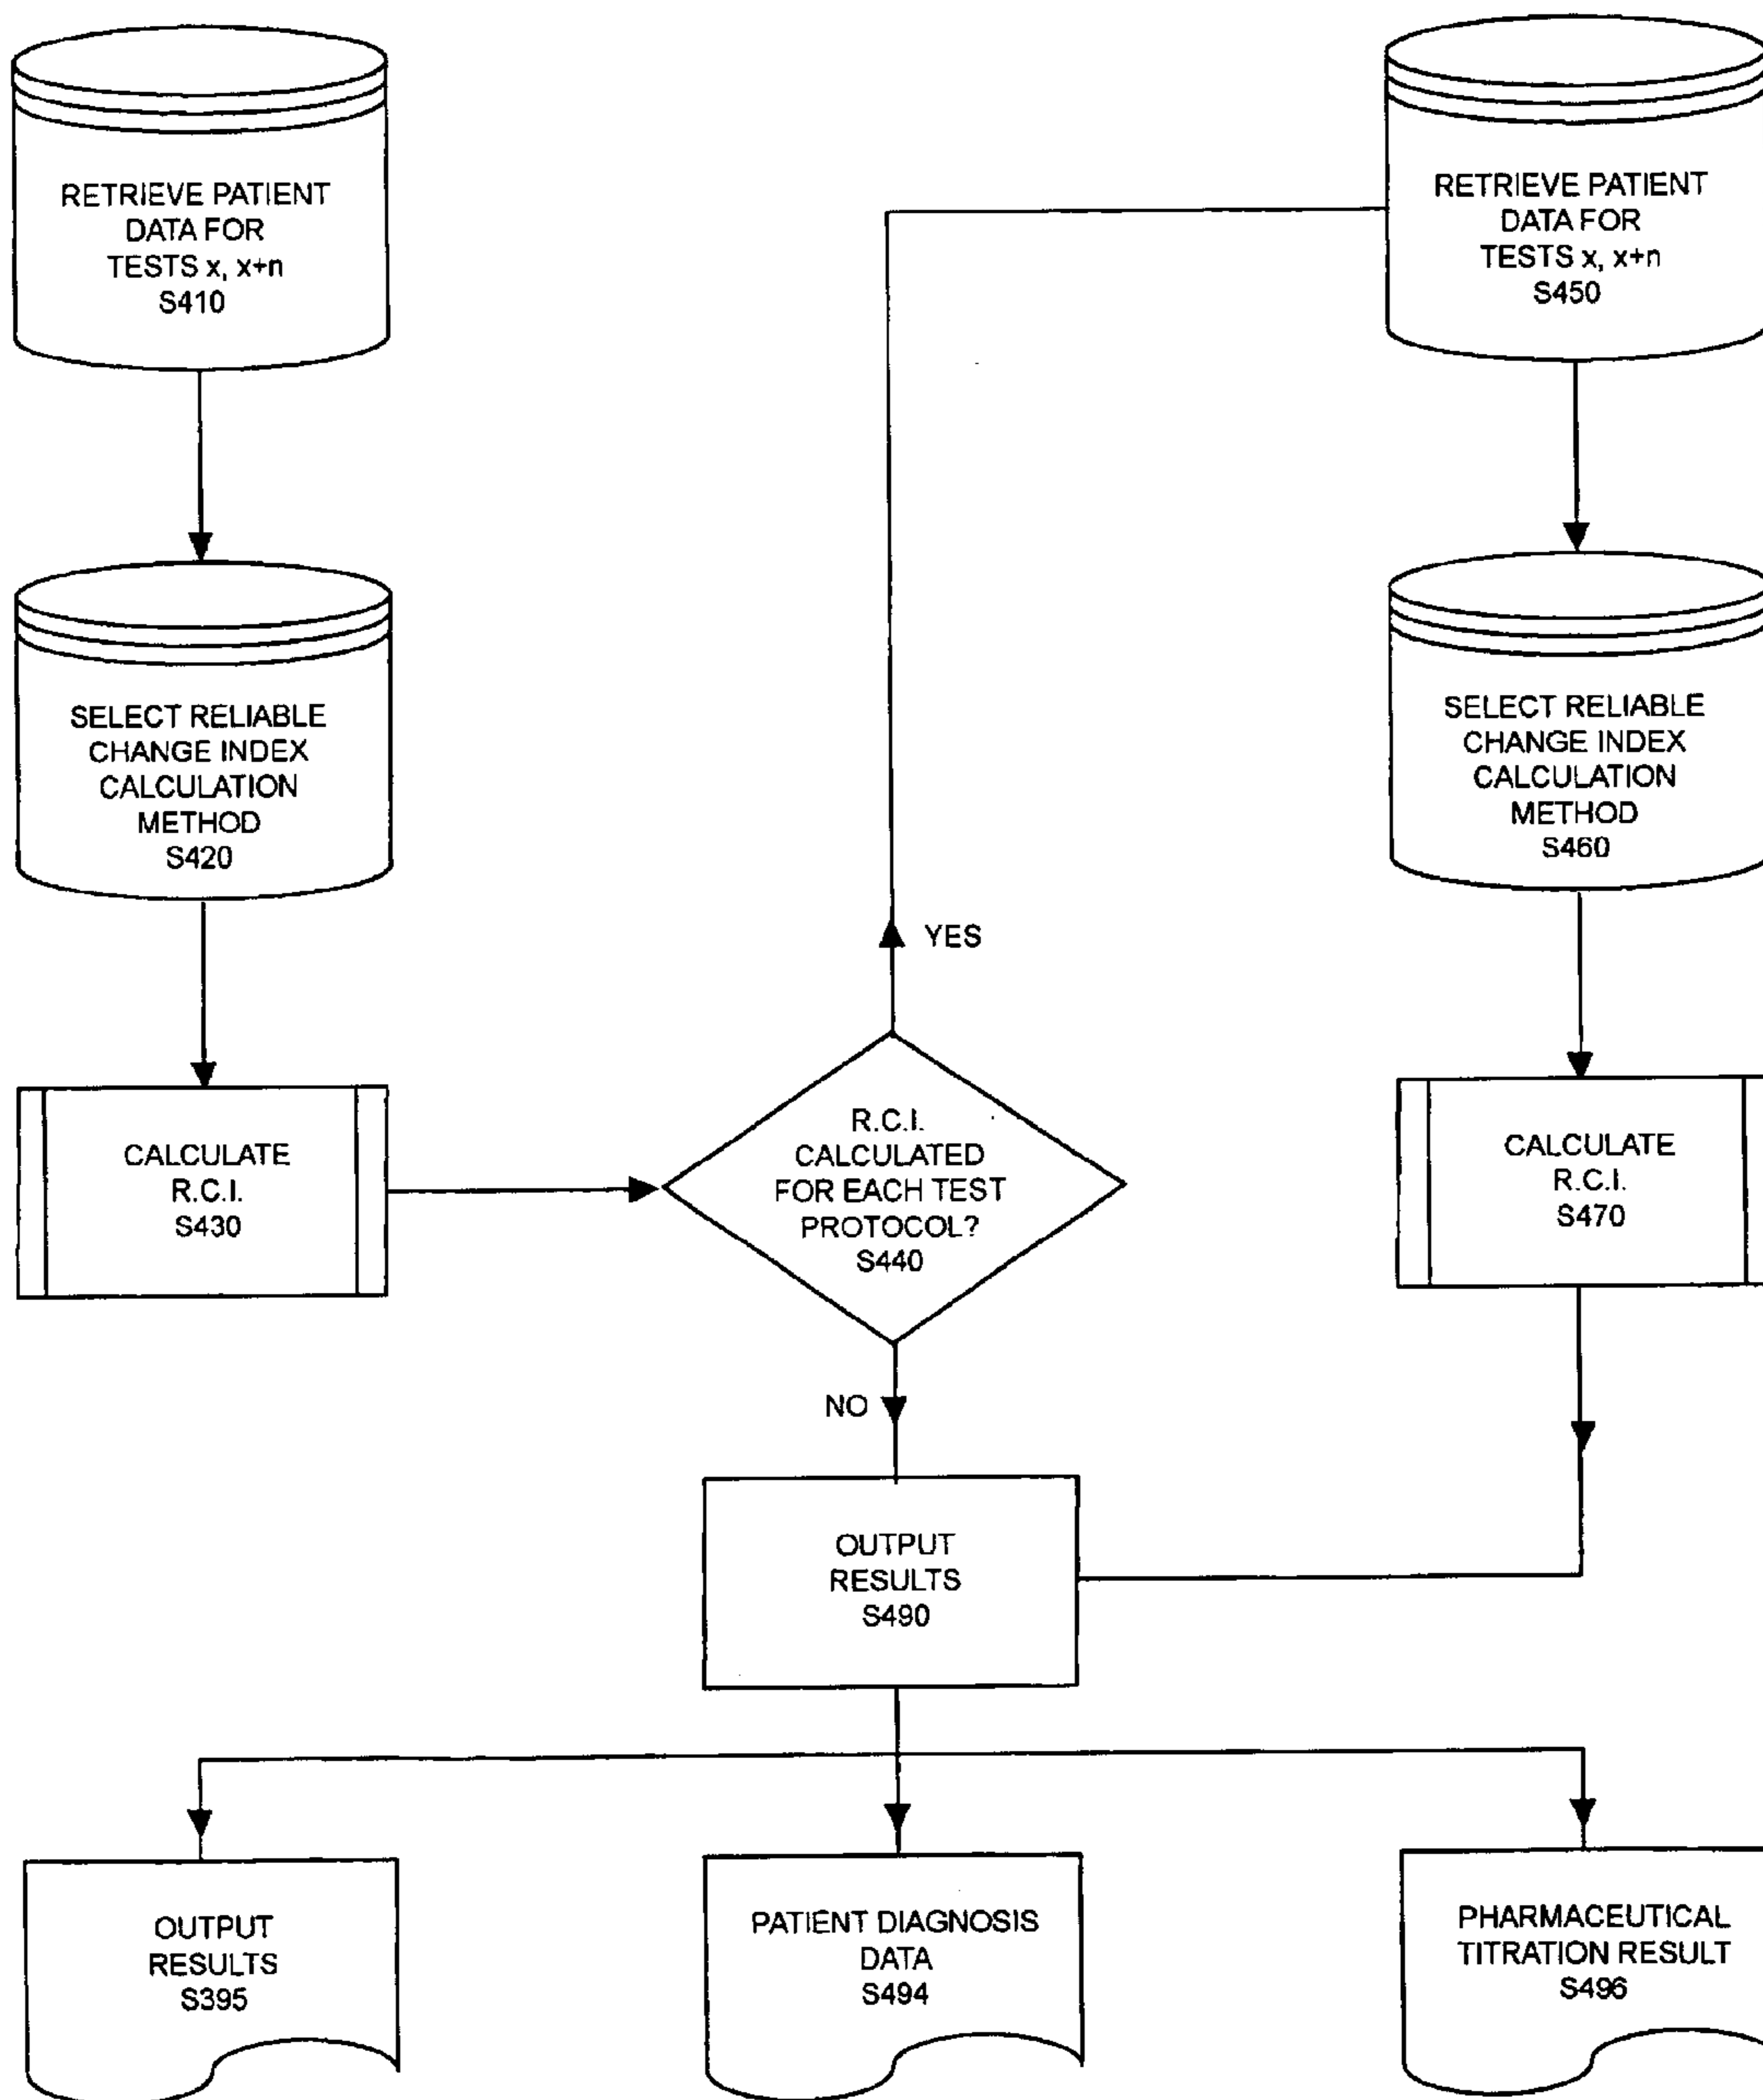 RETRIEVE PATIENT
DATA FOR
TESTS x, x+n
S410
RETRIEVE PATIENT
DATA FOR
TESTS x, x+n
S450
SELECT RELIABLE
CHANGE INDEX
CALCULATION
METHOD
S420
SELECT RELIABLE
CHANGE INDEX
CALCULATION
METHOD
S460
YES
CALCULATE
R.C.I.
S430
R.C.I.
CALCULATED
FOR EACH TEST
PROTOCOL?
S440
CALCULATE
R.C.I.
S470
NO
OUTPUT
RESULTS
S490
OUTPUT
RESULTS
S395
PATIENT DIAGNOSIS
DATA
S494
PHARMACEUTICAL
TITRATION RESULT
S496